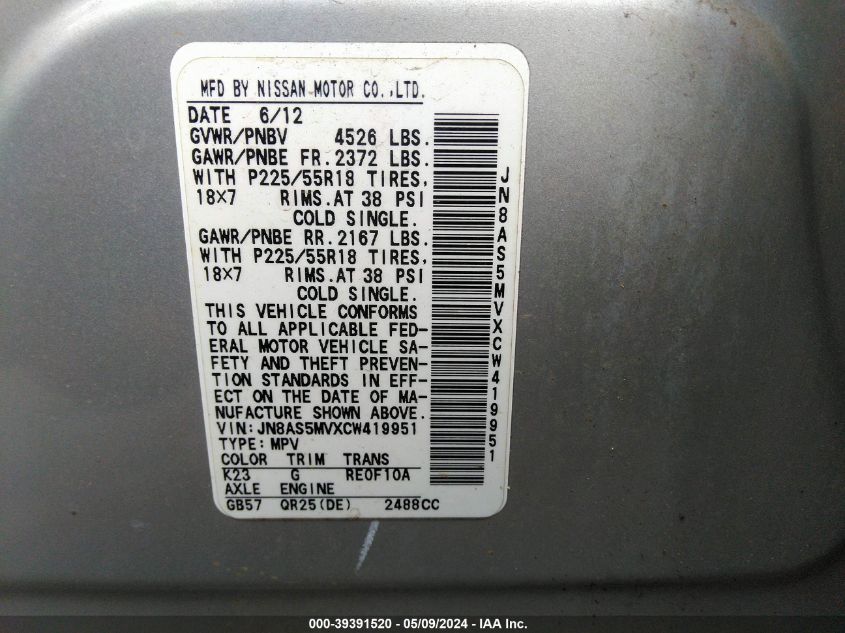 MFD BY NISSAN MOTOR CO.,LTD.
DATE 6/12
GVWR/PNBV 4526 LBS.
GAWR/PNBE FR. 2372 LBS.
WITH P225/55R18 TIRES,
18X7 RIMS.AT 38 PSI
COLD SINGLE.
GAWR/PNBE RR. 2167 LBS.
WITH P225/55R18 TIRES,
18X7 RIMS.AT 38 PSI
COLD SINGLE.
THIS VEHICLE CONFORMS
TO ALL APPLICABLE FED-
ERAL MOTOR VEHICLE SA-
FETY AND THEFT PREVEN-
TION STANDARDS IN EFF-
ECT ON THE DATE OF MA-
NUFACTURE SHOWN ABOVE.
VIN:JN8AS5MVXCW419951
TYPE:MPV
COLOR TRIM TRANS
K23 G RE0F10A
AXLE ENGINE
GB57 QR25(DE) 2488CC
JN8AS5MVXCW419951
000-39391520 - 05/09/2024 - IAA Inc.